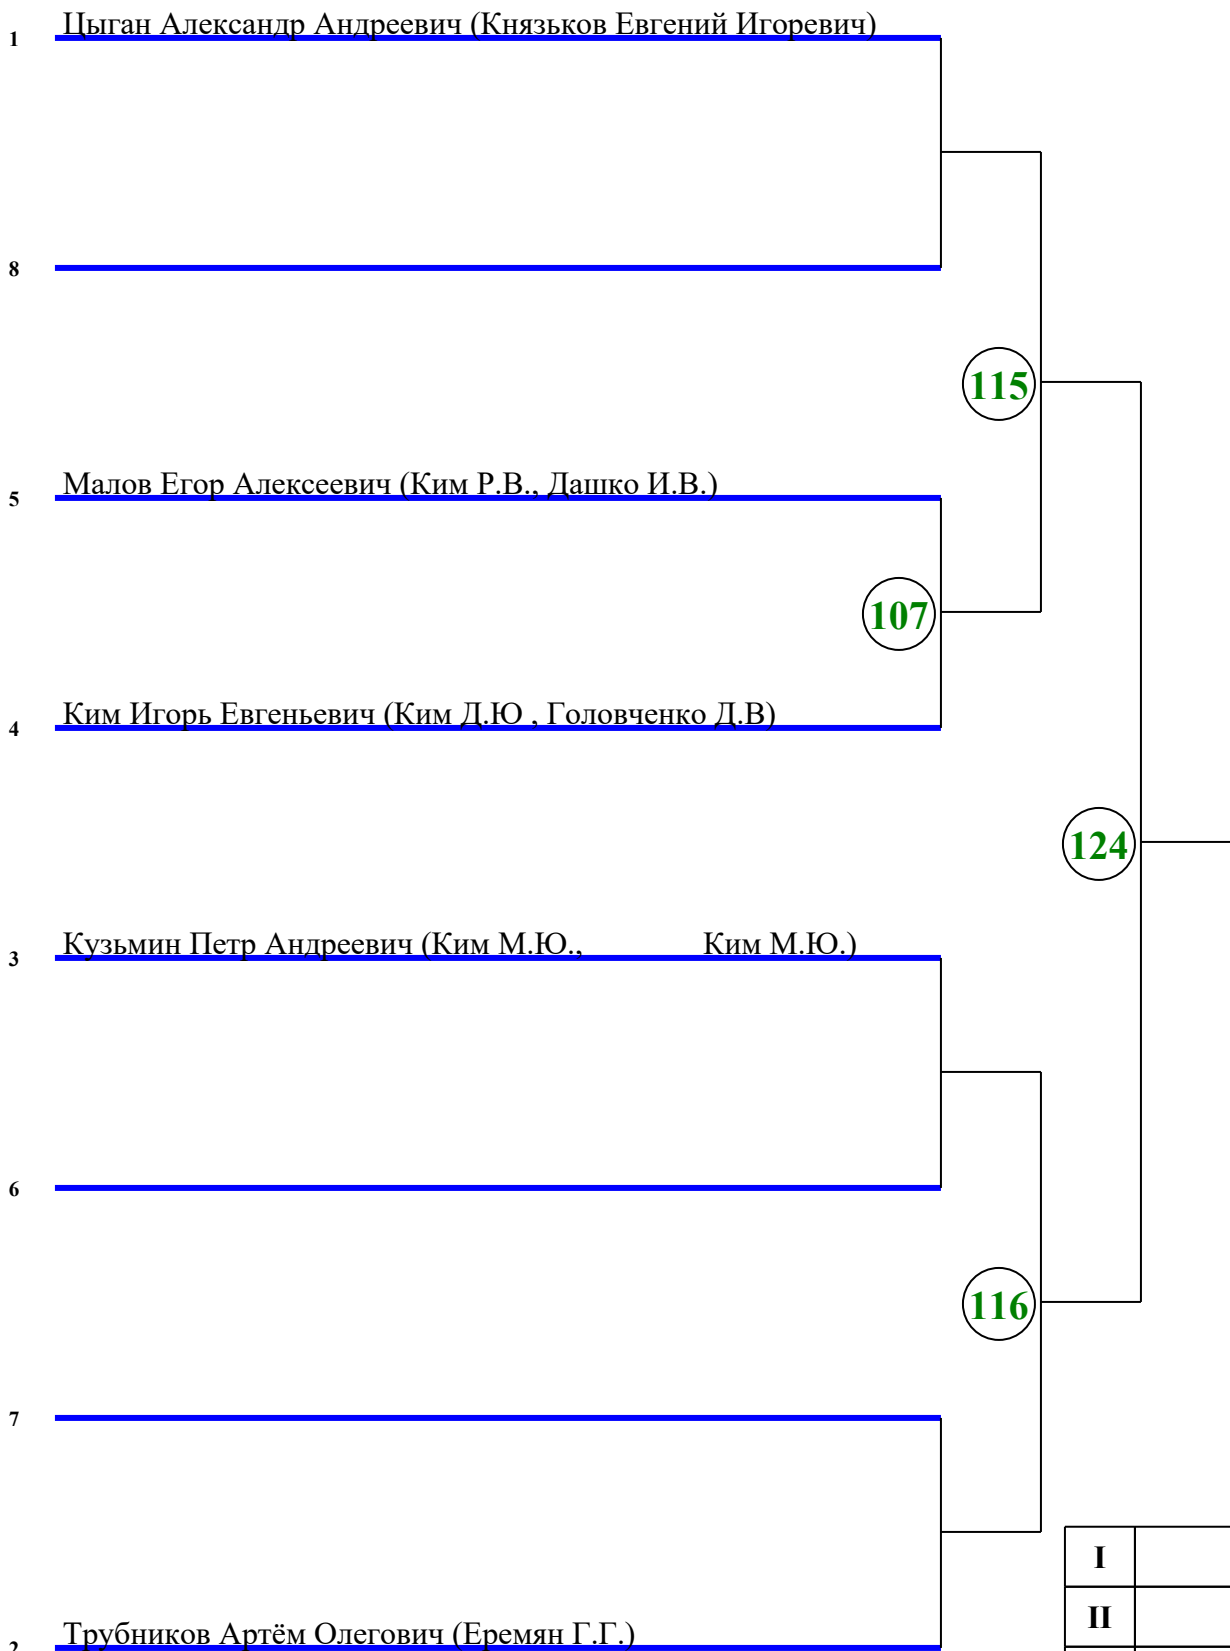 Цыган Александр Андреевич (Князьков Евгений Игоревич)
1
8
115
Малов Егор Алексеевич (Ким Р.В., Дашко И.В.)
5
107
Ким Игорь Евгеньевич (Ким Д.Ю , Головченко Д.В)
4
124
Кузьмин Петр Андреевич (Ким М.Ю., Ким М.Ю.)
3
6
116
7
I
II
Трубников Артём Олегович (Еремян Г.Г.)
2